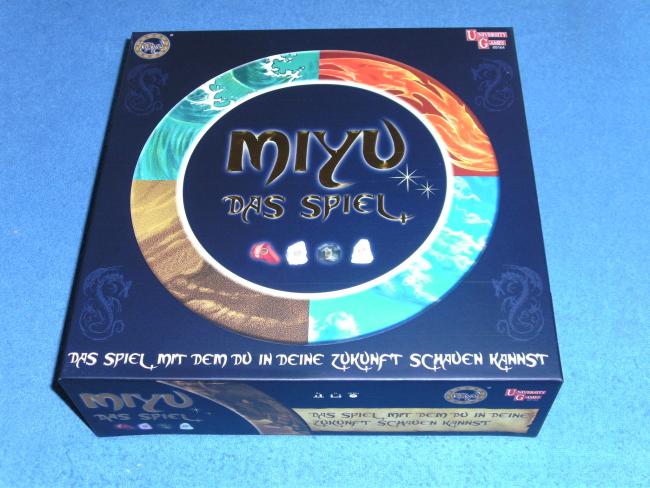 UNIVERSITY
GAMES
MIYU
DAS SPIEL
DAS SPIEL MIT DEM DU IN DEINE ZUKUNFT SCHAUEN KANNST
MIYU
DAS SPIEL
DAS SPIEL MIT DEM DU IN DEINE
ZUKUNFT SCHAUEN KANNST
UNIVERSITY
GAMES